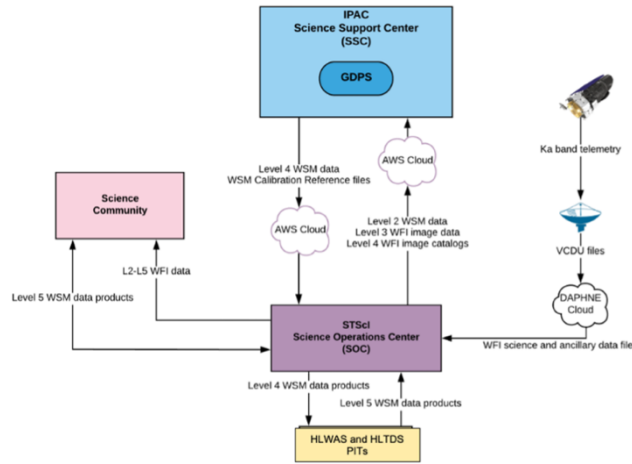 IPAC
Science Support Center
(SSC)
GDPS
Ka band telemetry
AWS Cloud
Level 4 WSM data
WSM Calibration Reference files
Science
Community
AWS Cloud
Level 2 WSM data
Level 3 WFI image data
Level 4 WFI image catalogs
VCDU files
L2-L5 WFI data
Level 5 WSM data products
DAPHNE
Cloud
STScI
Science Operations Center
(SOC)
WFI science and ancillary data file
Level 4 WSM data products
Level 5 WSM data products
HLWAS and HLTDS
PITs